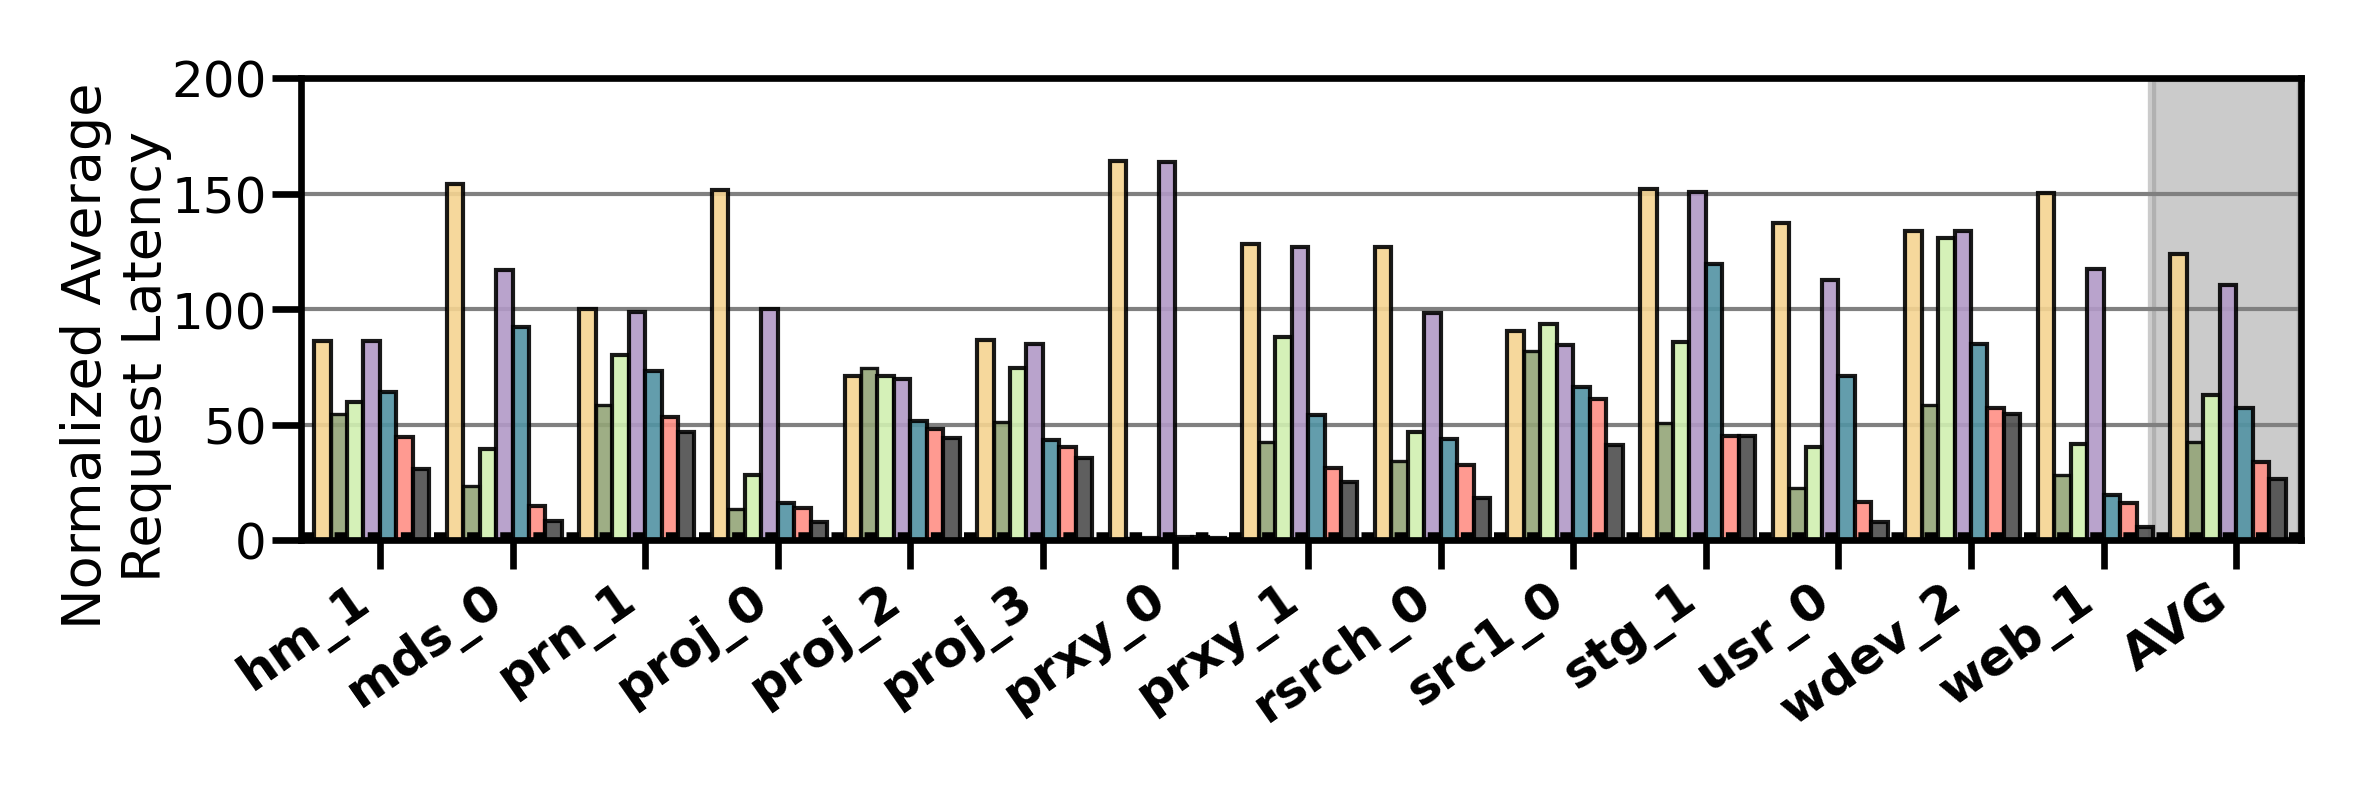 Normalized Average
Request Latency
200
150
100
50
0
hm_1
mds_0
prn_1
proj_0
proj_2
proj_3
prxy_0
prxy_1
rsrch_0
src1_0
stg_1
usr_0
wdev_2
web_1
AVG